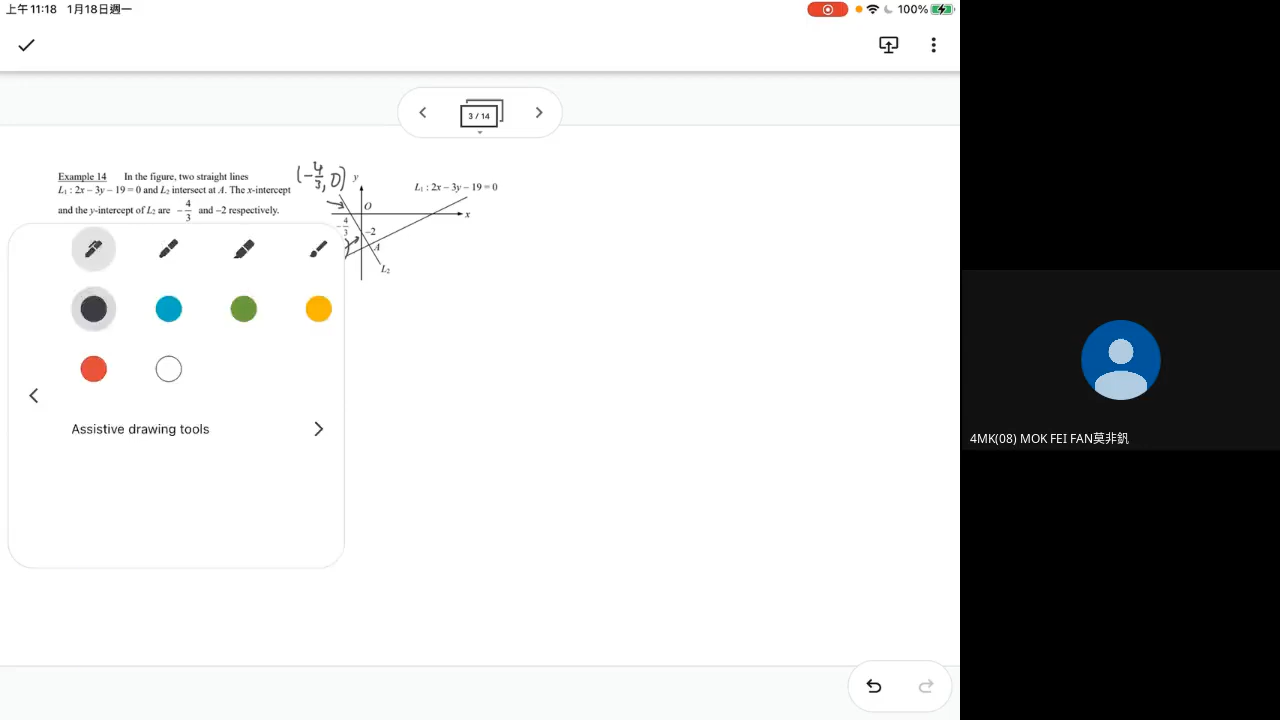 上午11:18 1月18日週一
100%
3 / 14
Example 14 In the figure, two straight lines
L₁ : 2x – 3y – 19 = 0 and L₂ intersect at A. The x-intercept
and the y-intercept of L₂ are –4/3 and –2 respectively.
(-4/3, 0)
y
L₁ : 2x – 3y – 19 = 0
O
x
–4/3
–2
A
L₂
Assistive drawing tools
4MK(08) MOK FEI FAN莫非釩